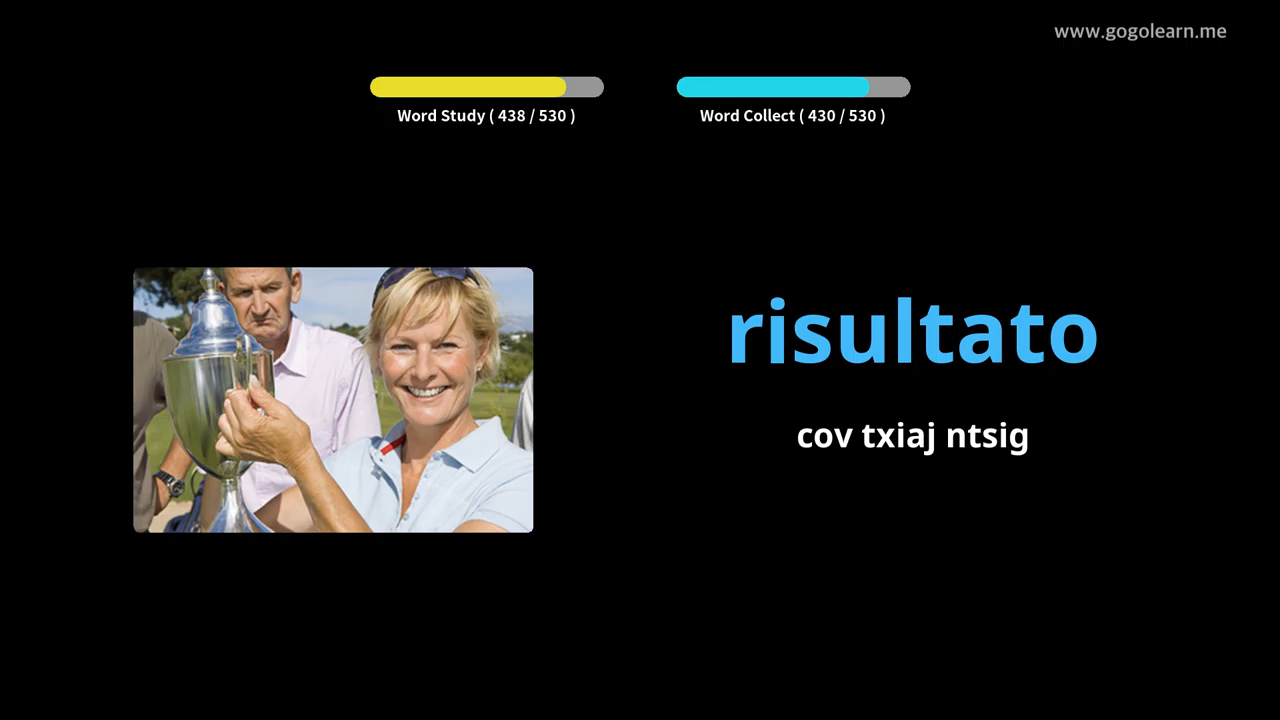 www.gogolearn.me
Word Study ( 438 / 530 )
Word Collect ( 430 / 530 )
risultato
cov txiaj ntsig